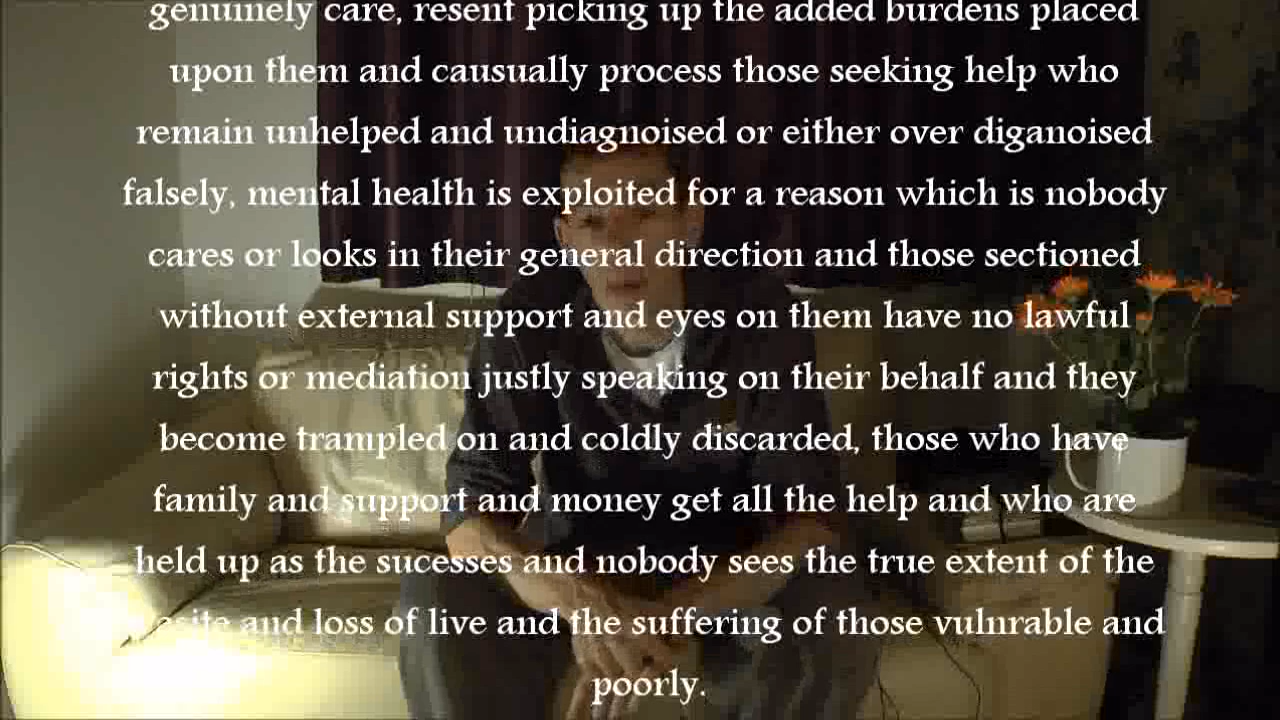 genuinely care, resent picking up the added burdens placed
upon them and causually process those seeking help who
remain unhelped and undiagnoised or either over diganoised
falsely, mental health is exploited for a reason which is nobody
cares or looks in their general direction and those sectioned
without external support and eyes on them have no lawful
rights or mediation justly speaking on their behalf and they
become trampled on and coldly discarded, those who have
family and support and money get all the help and who are
held up as the sucesses and nobody sees the true extent of the
and loss of live and the suffering of those vulnrable and
poorly.